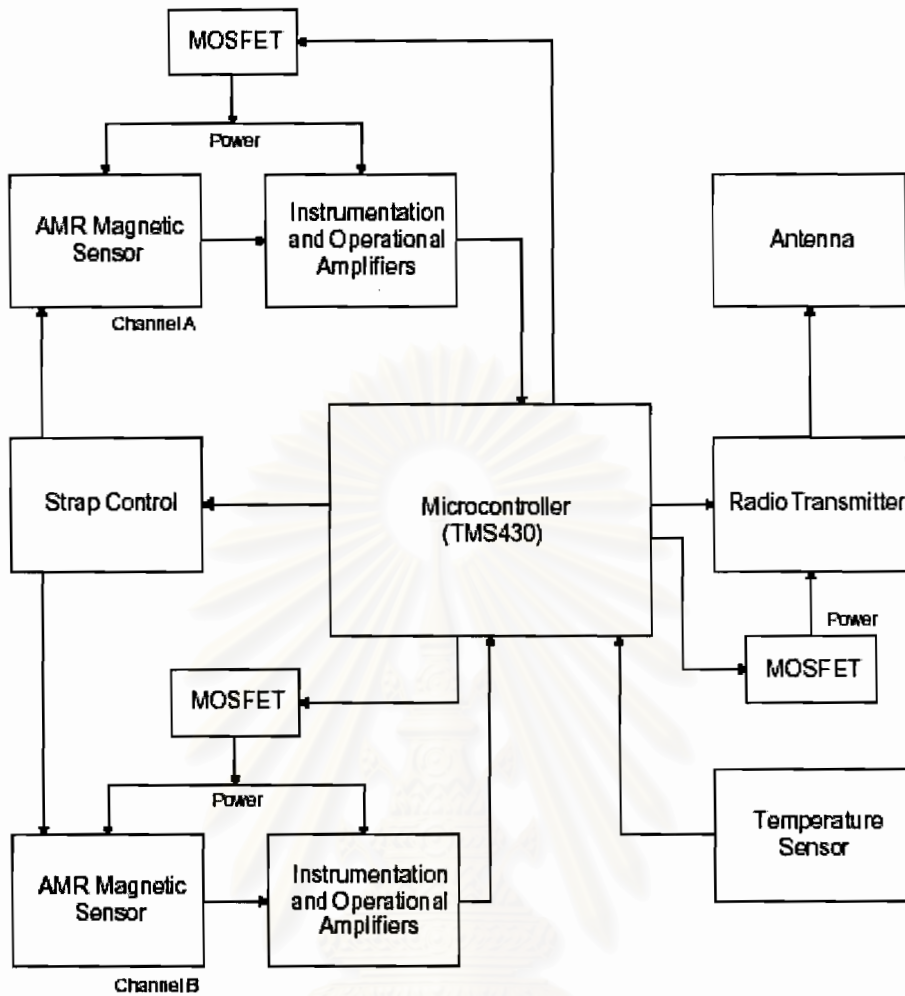 MOSFET
Power
AMR Magnetic
Sensor
Instrumentation
and Operational
Amplifiers
Antenna
Channel A
Strap Control
Microcontroller
(TMS430)
Radio Transmitter
Power
MOSFET
MOSFET
Power
Temperature
Sensor
AMR Magnetic
Sensor
Instrumentation
and Operational
Amplifiers
Channel B